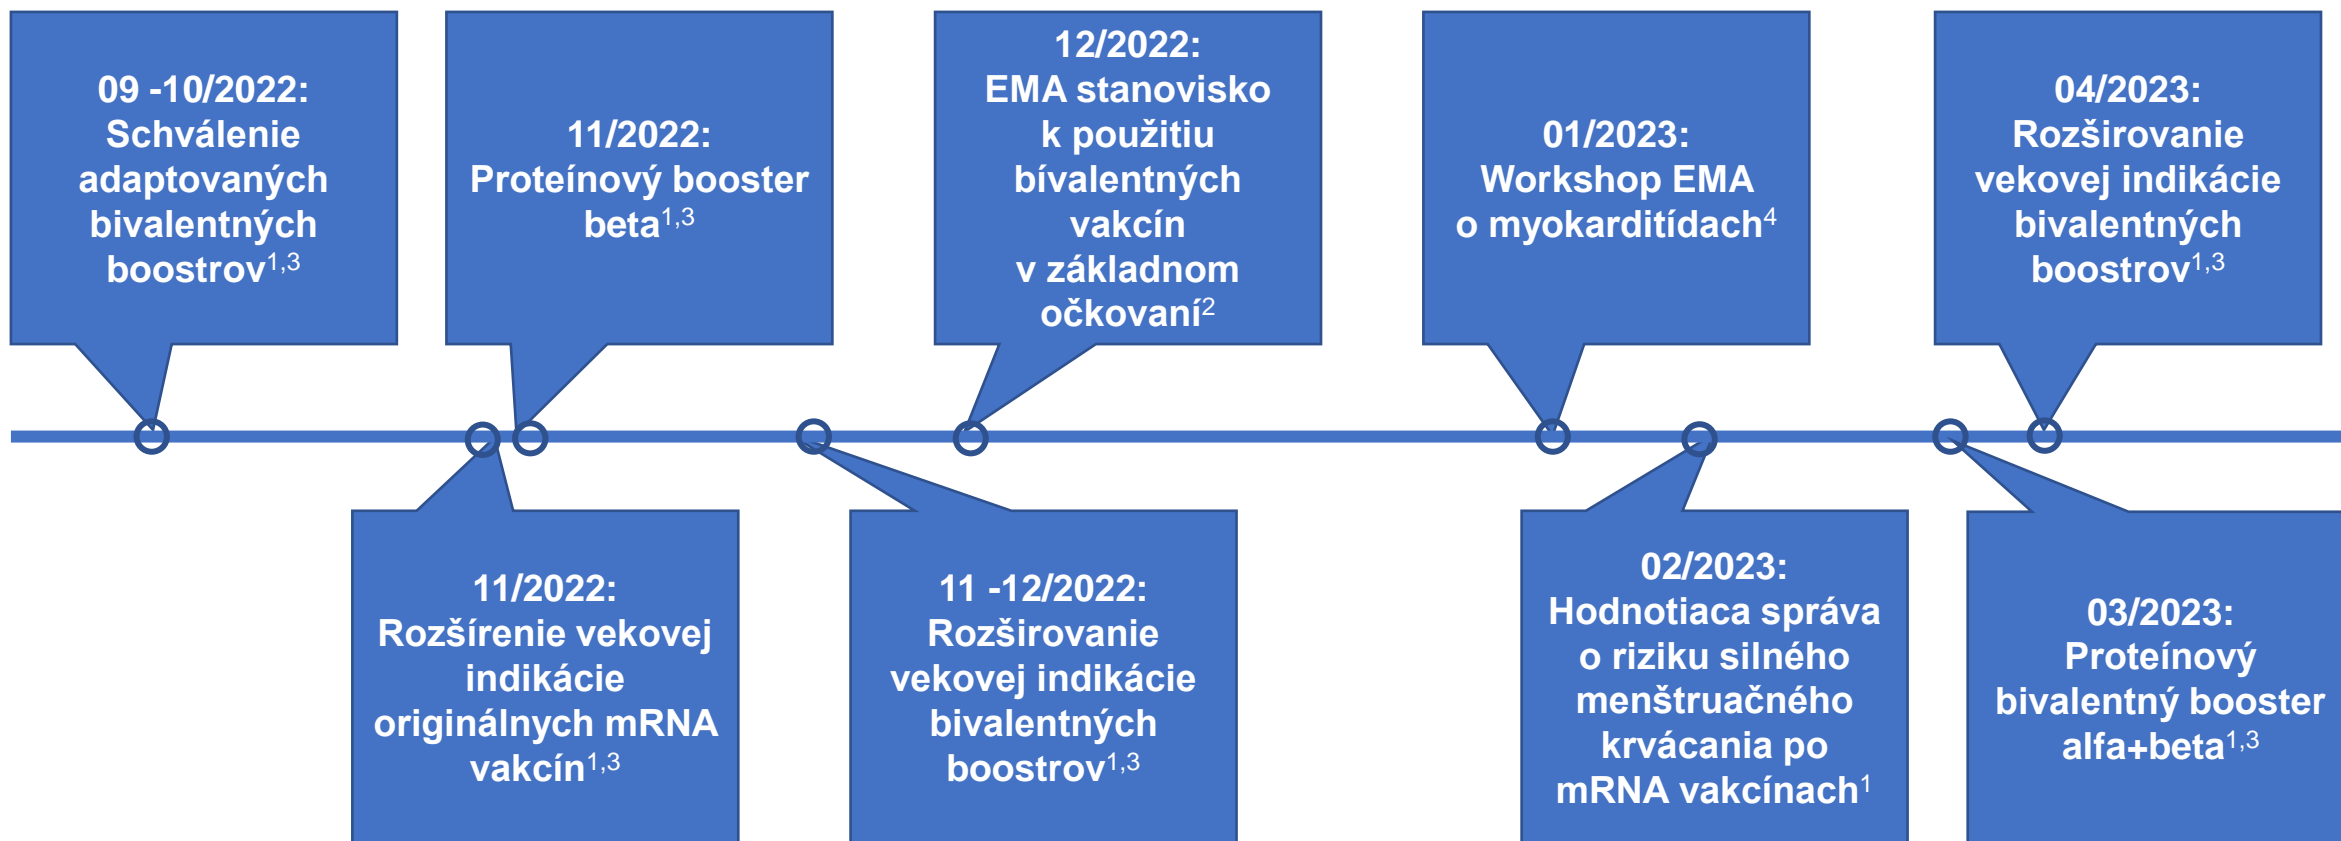 09 -10/2022:
Schválenie
adaptovaných
bivalentných
boostrov1,3
11/2022:
Proteínový booster
beta1,3
12/2022:
EMA stanovisko
k použitiu
bívalentných
vakcín
v základnom
očkovaní2
01/2023:
Workshop EMA
o myokarditídach4
04/2023:
Rozširovanie
vekovej indikácie
bivalentných
boostrov1,3
11/2022:
Rozšírenie vekovej
indikácie
originálnych mRNA
vakcín1,3
11 -12/2022:
Rozširovanie
vekovej indikácie
bivalentných
boostrov1,3
02/2023:
Hodnotiaca správa
o riziku silného
menštruačného
krvácania po
mRNA vakcínach1
03/2023:
Proteínový
bivalentný booster
alfa+beta1,3